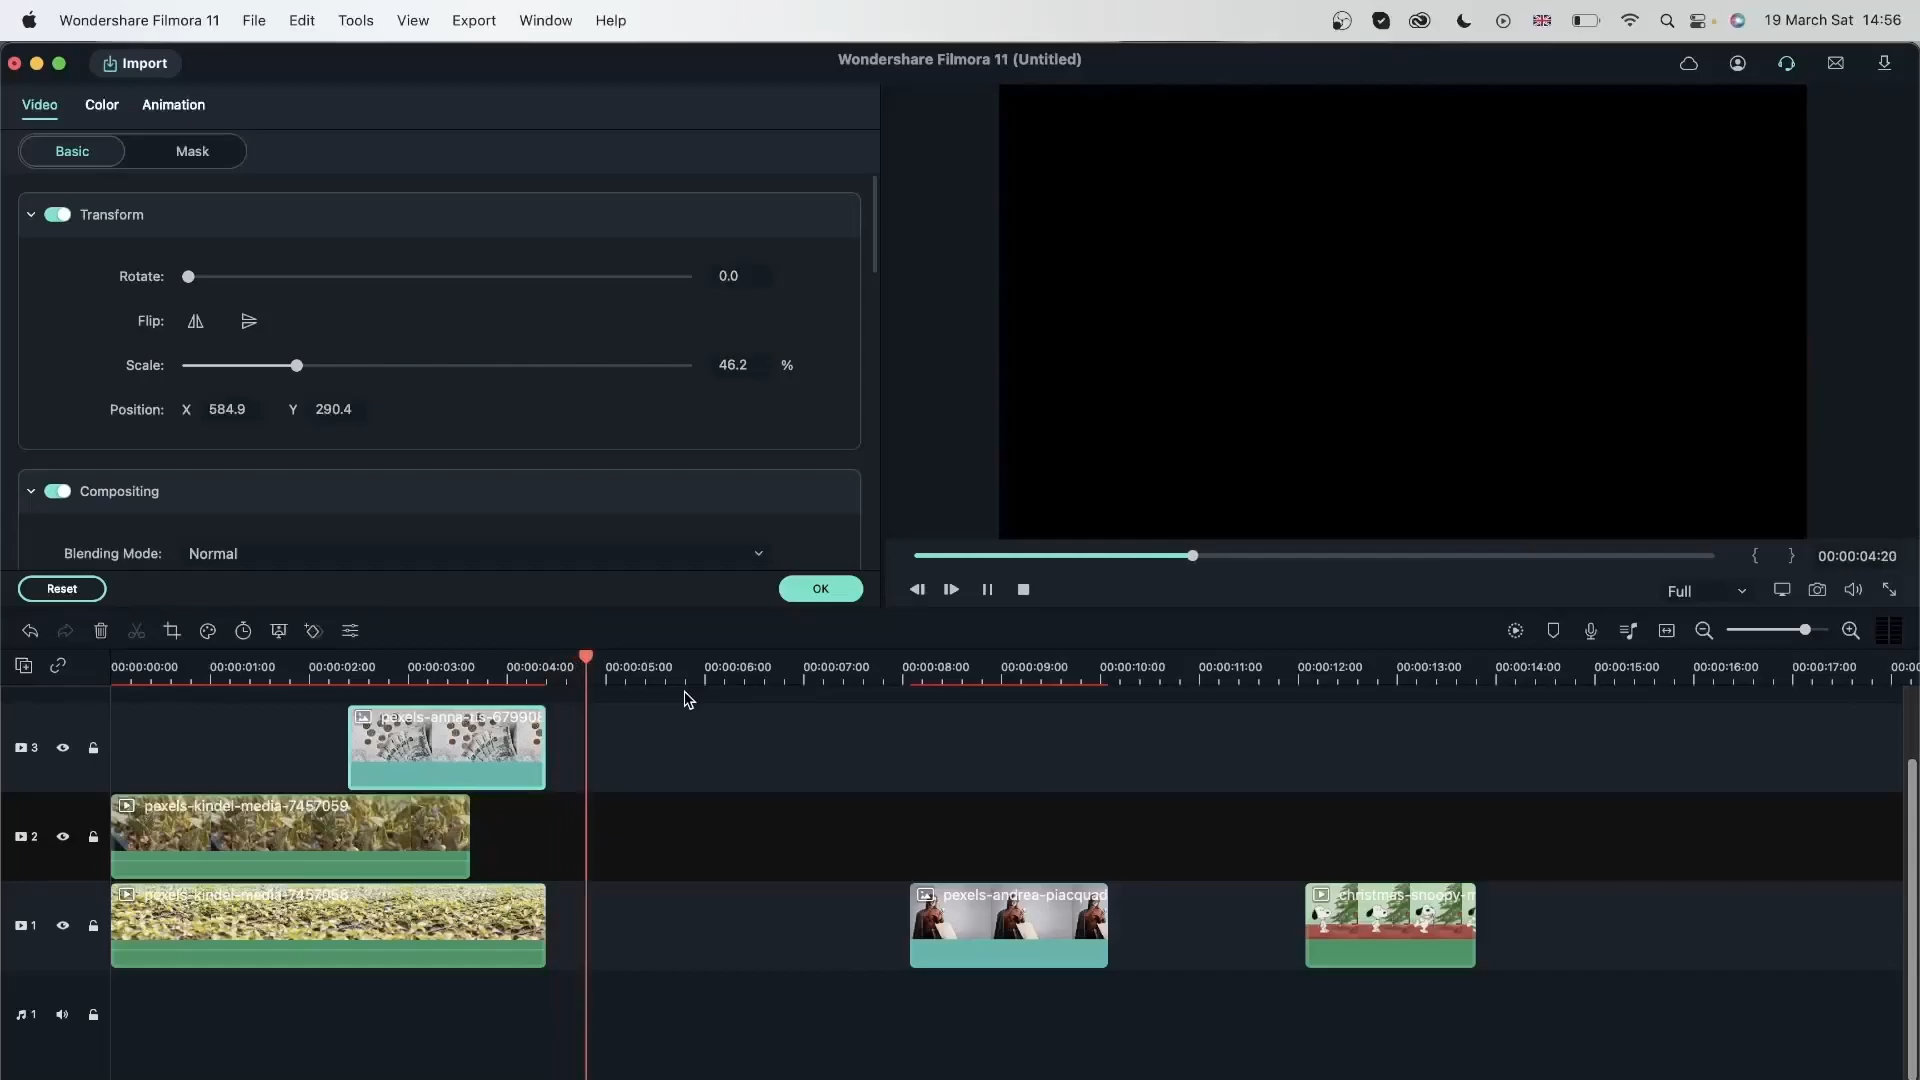 Wondershare Filmora 11 File Edit Tools View Export Window Help 19 March Sat 14:56
Import Wondershare Filmora 11 (Untitled)
Video Color Animation
Basic Mask
Transform
Rotate: 0.0
Flip:
Scale: 46.2 %
Position: X 584.9 Y 290.4
Compositing
Blending Mode: Normal
00:00:04:20
Reset OK
Full
00:00:00:00 00:00:01:00 00:00:02:00 00:00:03:00 00:00:04:00 00:00:05:00 00:00:06:00 00:00:07:00 00:00:08:00 00:00:09:00 00:00:10:00 00:00:11:00 00:00:12:00 00:00:13:00 00:00:14:00 00:00:15:00 00:00:16:00 00:00:17:00 00:00
pexels-anna-tis-67990
3
pexels-kindel-media-7457059
2
pexels-kindel-media-7457058
pexels-andrea-piacquad
christmas-snoopy-m
1
1